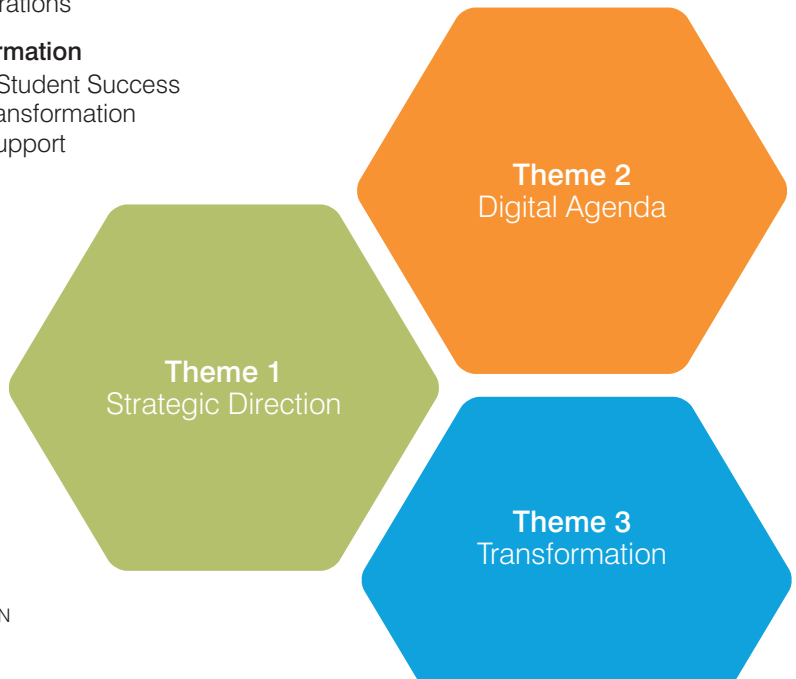 rations
rmation
Student Success
ansformation
upport
Theme 2
Digital Agenda
Theme 1
Strategic Direction
Theme 3
Transformation
N